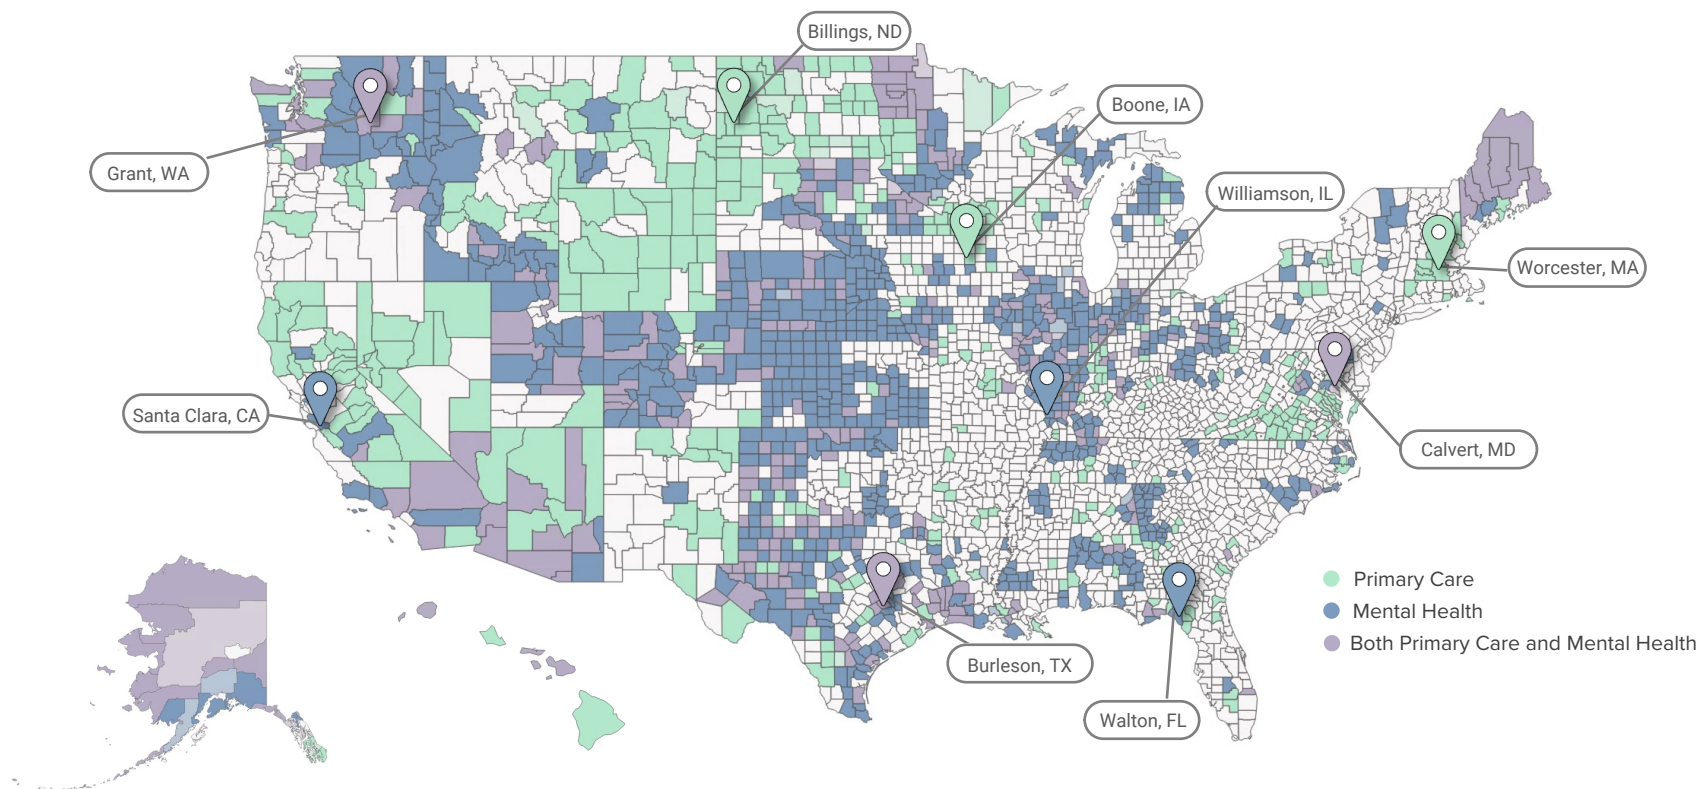 Billings, ND
Boone, IA
Grant, WA
Williamson, IL
Worcester, MA
Santa Clara, CA
Calvert, MD
Primary Care
Mental Health
Both Primary Care and Mental Health
Burleson, TX
Walton, FL